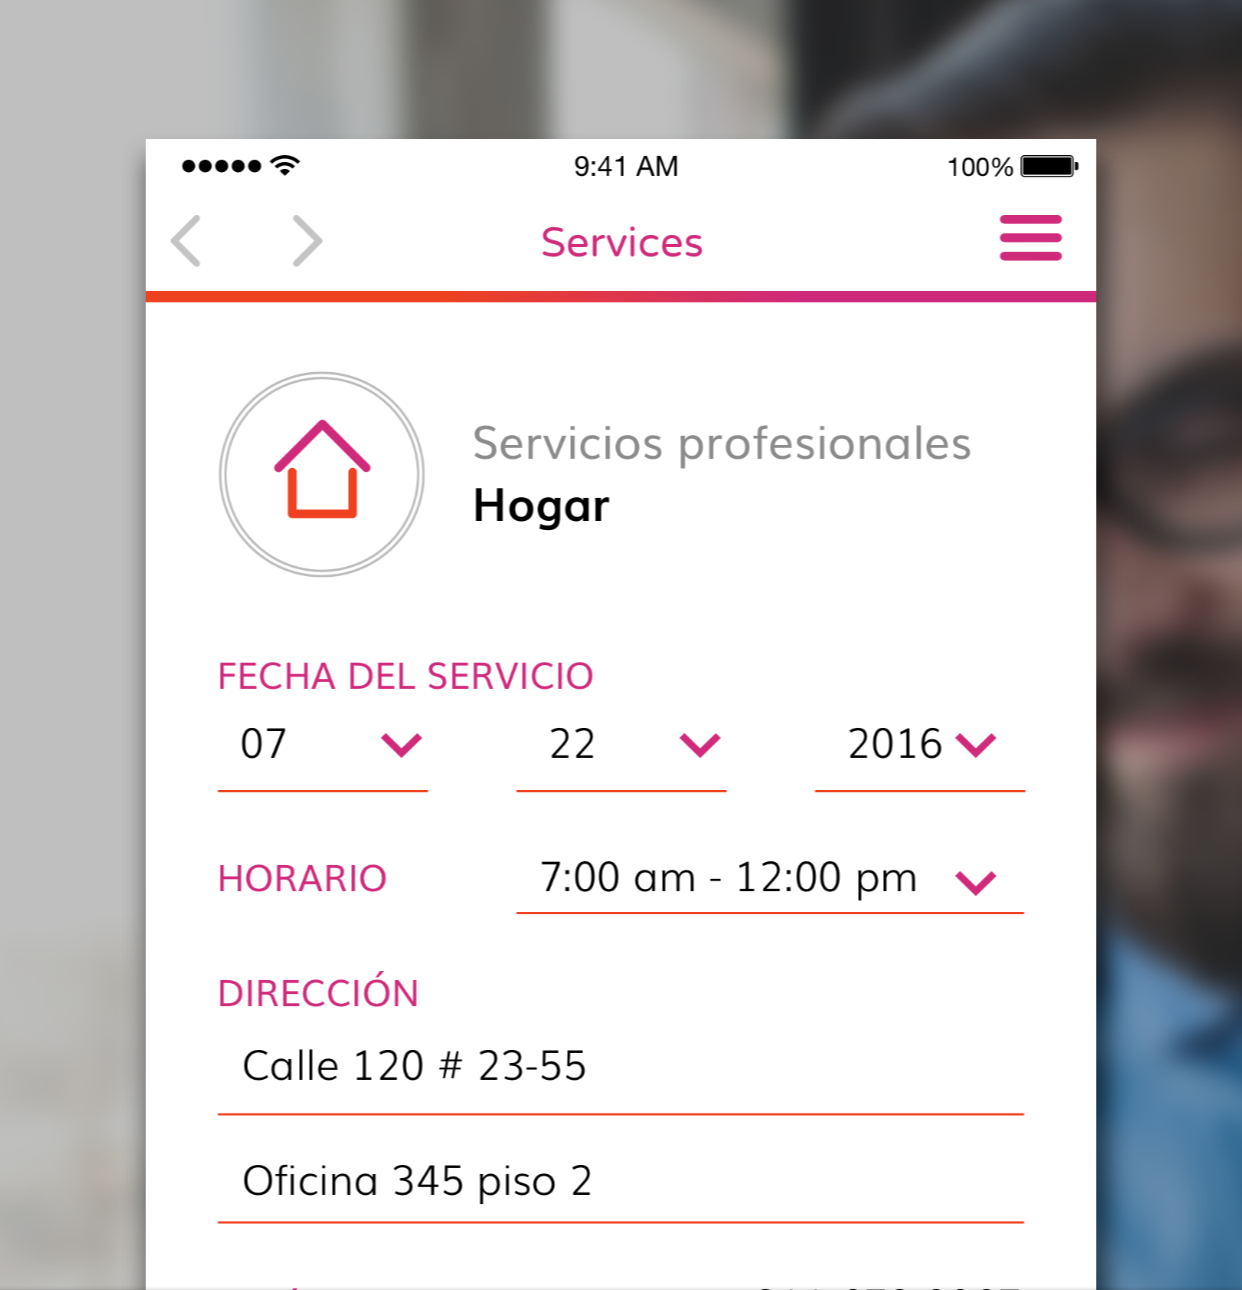 9:41 AM 100%
Services
Servicios profesionales
Hogar
FECHA DEL SERVICIO
07 22 2016
HORARIO 7:00 am - 12:00 pm
DIRECCIÓN
Calle 120 # 23-55
Oficina 345 piso 2